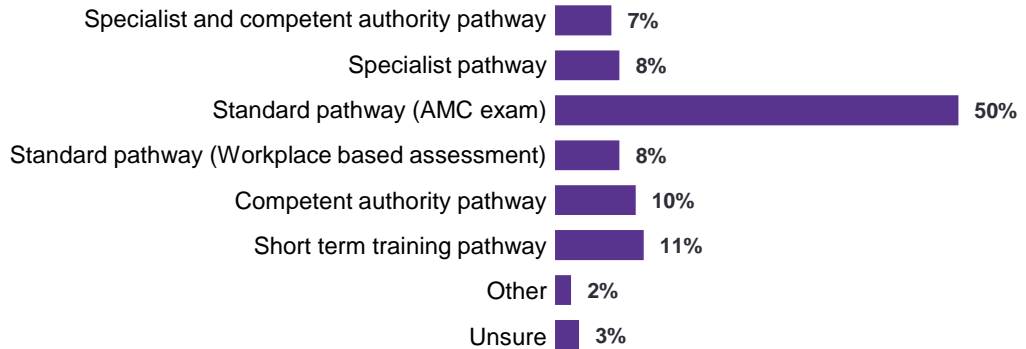 Specialist and competent authority pathway 7%
Specialist pathway 8%
Standard pathway (AMC exam) 50%
Standard pathway (Workplace based assessment) 8%
Competent authority pathway 10%
Short term training pathway 11%
Other 2%
Unsure 3%